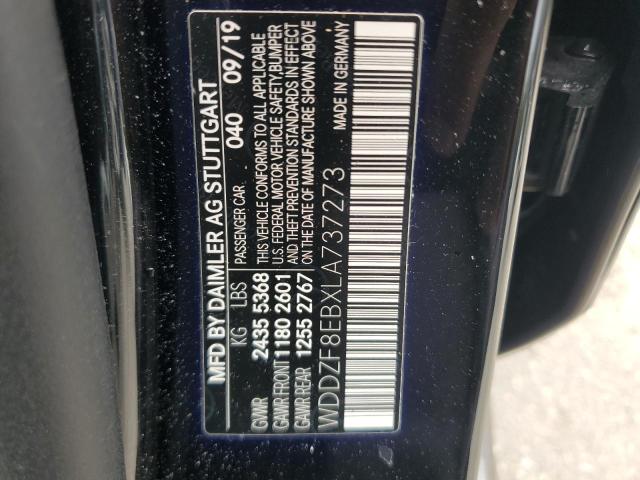 MFD BY DAIMLER AG STUTTGART
040 09/19
KG LBS
PASSENGER CAR
GVWR 2435 5368
THIS VEHICLE CONFORMS TO ALL APPLICABLE
U.S. FEDERAL MOTOR VEHICLE SAFETY, BUMPER
GAWR FRONT 1180 2601
AND THEFT PREVENTION STANDARDS IN EFFECT
GAWR REAR 1255 2767
ON THE DATE OF MANUFACTURE SHOWN ABOVE
WDDZF8EBXLA737273
MADE IN GERMANY